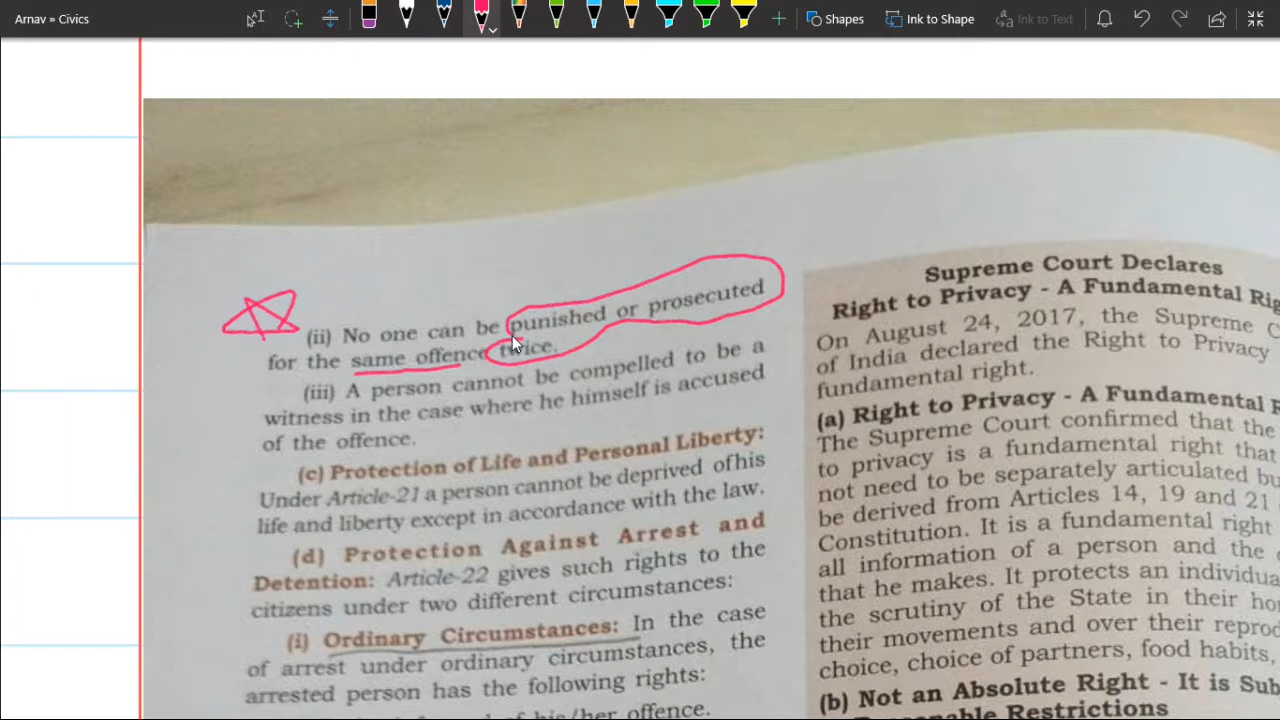 Arnav » Civics
Shapes
Ink to Shape
Ink to Text
(ii) No one can be punished or prosecuted
for the same offence twice.
(iii) A person cannot be compelled to be a
witness in the case where he himself is accused
of the offence.
(c) Protection of Life and Personal Liberty:
Under Article-21 a person cannot be deprived of his
life and liberty except in accordance with the law.
(d) Protection Against Arrest and
Detention: Article-22 gives such rights to the
citizens under two different circumstances:
(i) Ordinary Circumstances: In the case
of arrest under ordinary circumstances, the
arrested person has the following rights:
of his/her offence.
Supreme Court Declares
Right to Privacy - A Fundamental
On August 24, 2017, the Supreme
of India declared the Right to Privacy
fundamental right.
(a) Right to Privacy - A Fundamental
The Supreme Court confirmed that the
to privacy is a fundamental right that
not need to be separately articulated
be derived from Articles 14, 19 and 21
Constitution. It is a fundamental right
all information of a person and the
that he makes. It protects an
the scrutiny of the State in their
their movements and over their
choice, choice of partners, food habits,
(b) Not an Absolute Right - It is
Reasonable Restrictions